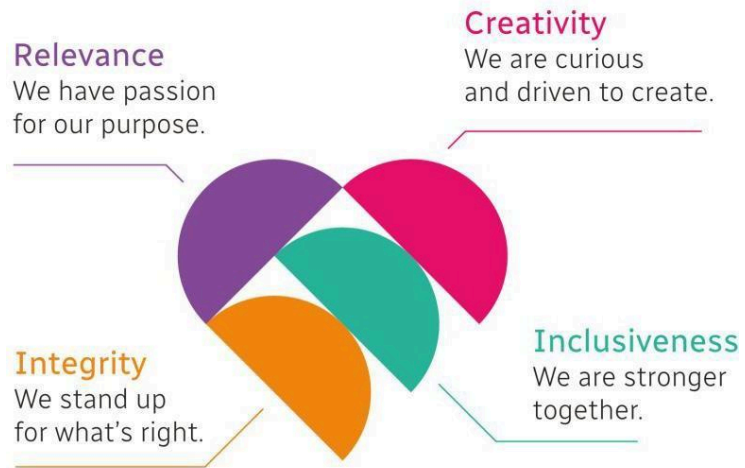 Relevance
We have passion
for our purpose.
Creativity
We are curious
and driven to create.
Integrity
We stand up
for what's right.
Inclusiveness
We are stronger
together.